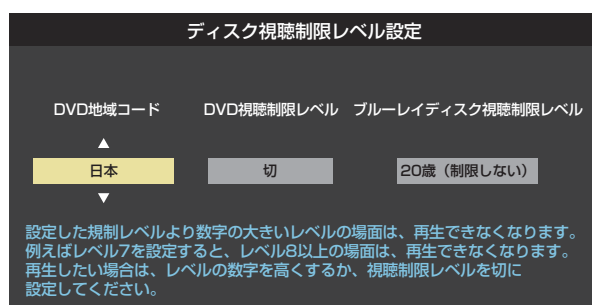 ディスク視聴制限レベル設定
DVD地域コード DVD視聴制限レベル ブルーレイディスク視聴制限レベル
▲
日本 切 20歳（制限しない）
▼
設定した規制レベルより数字の大きいレベルの場面は、再生できなくなります。
例えばレベル7を設定すると、レベル8以上の場面は、再生できなくなります。
再生したい場合は、レベルの数字を高くするか、視聴制限レベルを切に
設定してください。